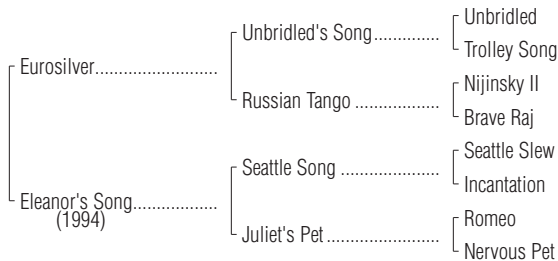 Unbridled
Unbridled's Song..............
Trolley Song
Eurosilver..........................
Nijinsky II
Russian Tango ..................
Brave Raj
Seattle Slew
Seattle Song .....................
Incantation
Eleanor's Song..................
(1994)
Romeo
Juliet's Pet ........................
Nervous Pet